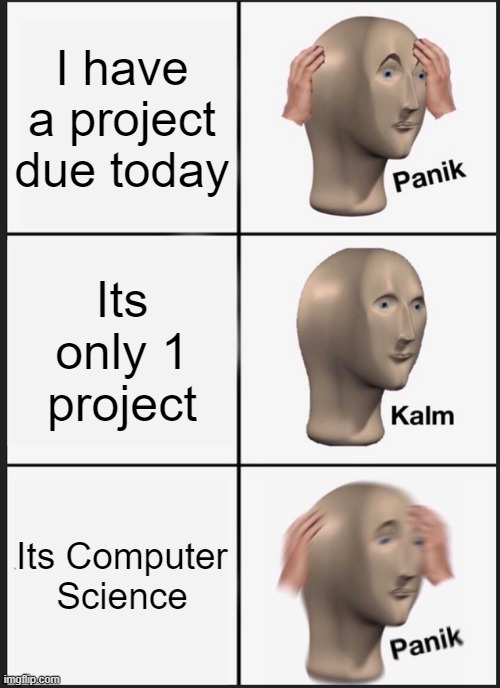 I have
a project
due today
Panik
Its
only 1
project
Kalm
Its Computer
Science
Panik
imgflip.com